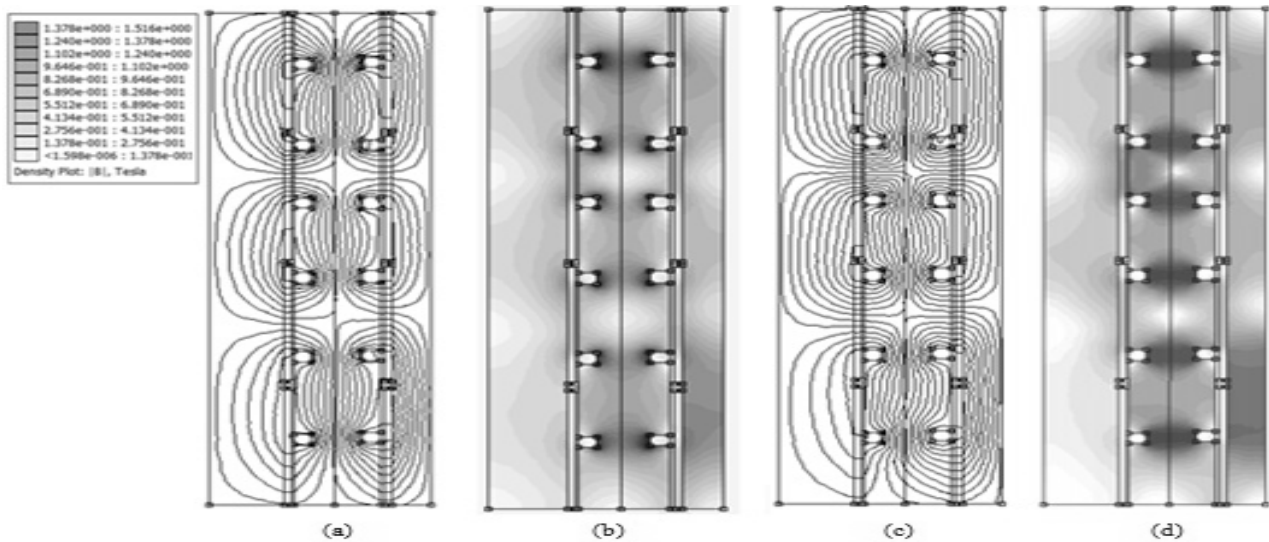 1.378e+000 : 1.516e+000
1.240e+000 : 1.378e+000
1.102e+000 : 1.240e+000
9.646e-001 : 1.102e+000
8.268e-001 : 9.646e-001
6.890e-001 : 8.268e-001
5.512e-001 : 6.890e-001
4.134e-001 : 5.512e-001
2.756e-001 : 4.134e-001
1.378e-001 : 2.756e-001
<1.598e-006 : 1.378e-001
Density Plot: |B|, Tesla
(a)
(b)
(c)
(d)